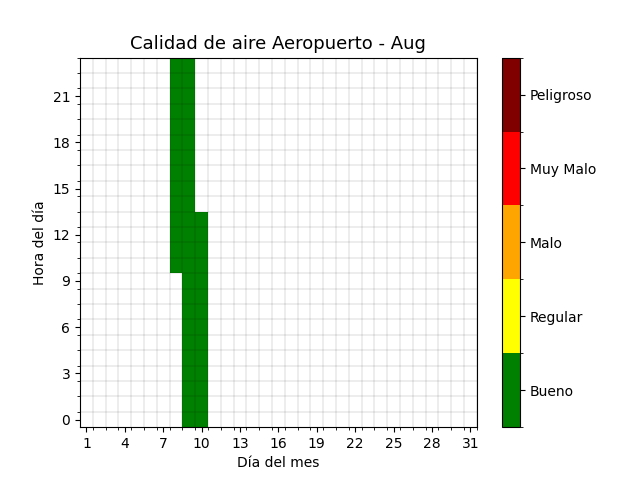 Calidad de aire Aeropuerto - Aug
Hora del día
21
18
15
12
9
6
3
0
1 4 7 10 13 16 19 22 25 28 31
Día del mes
Peligroso
Muy Malo
Malo
Regular
Bueno